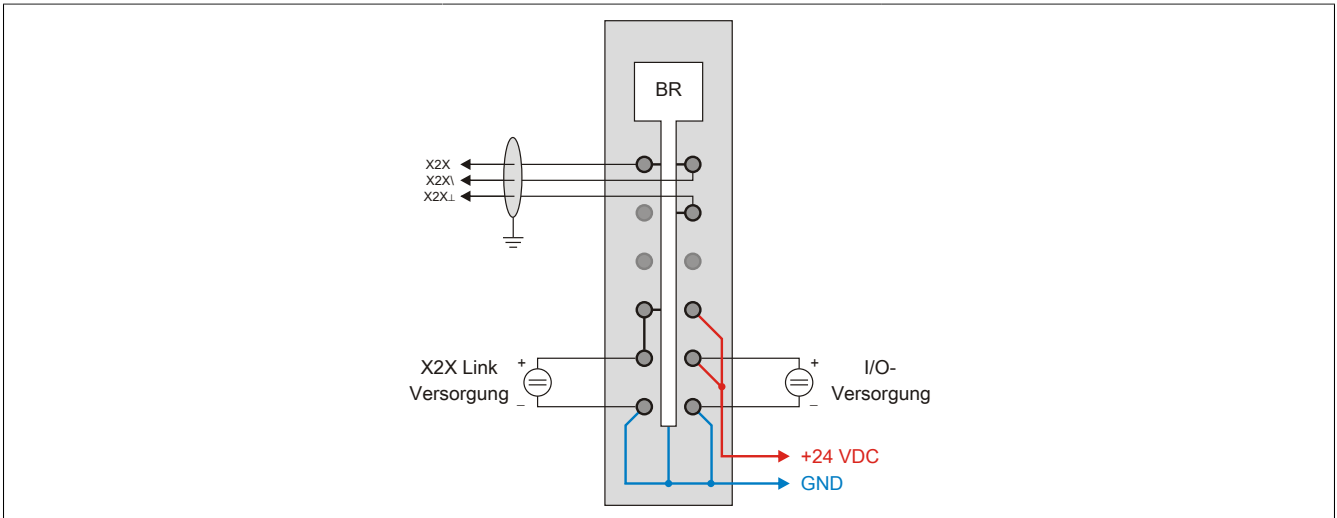 BR
X2X
X2X\
X2X⊥
X2X Link
Versorgung
+
_
+
_
I/O-
Versorgung
+24 VDC
GND